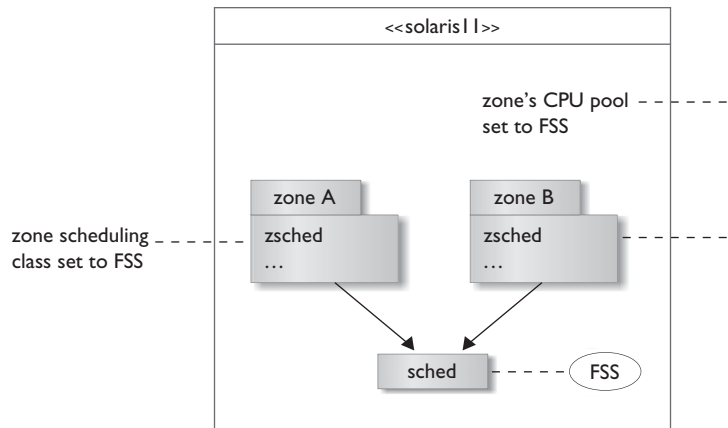 <<solaris11>>
zone's CPU pool
set to FSS
zone A
zone B
zsched
zsched
...
...
zone scheduling
class set to FSS
sched
FSS